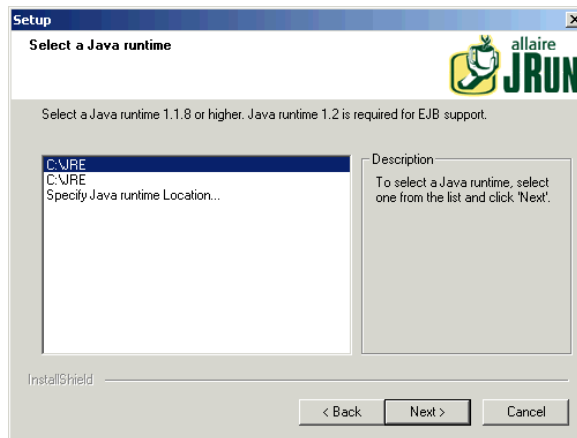 Setup
Select a Java runtime
allaire
JRUN
Select a Java runtime 1.1.8 or higher. Java runtime 1.2 is required for EJB support.
C:\JRE
C:\JRE
Specify Java runtime Location...
Description
To select a Java runtime, select
one from the list and click 'Next'.
InstallShield
< Back
Next >
Cancel